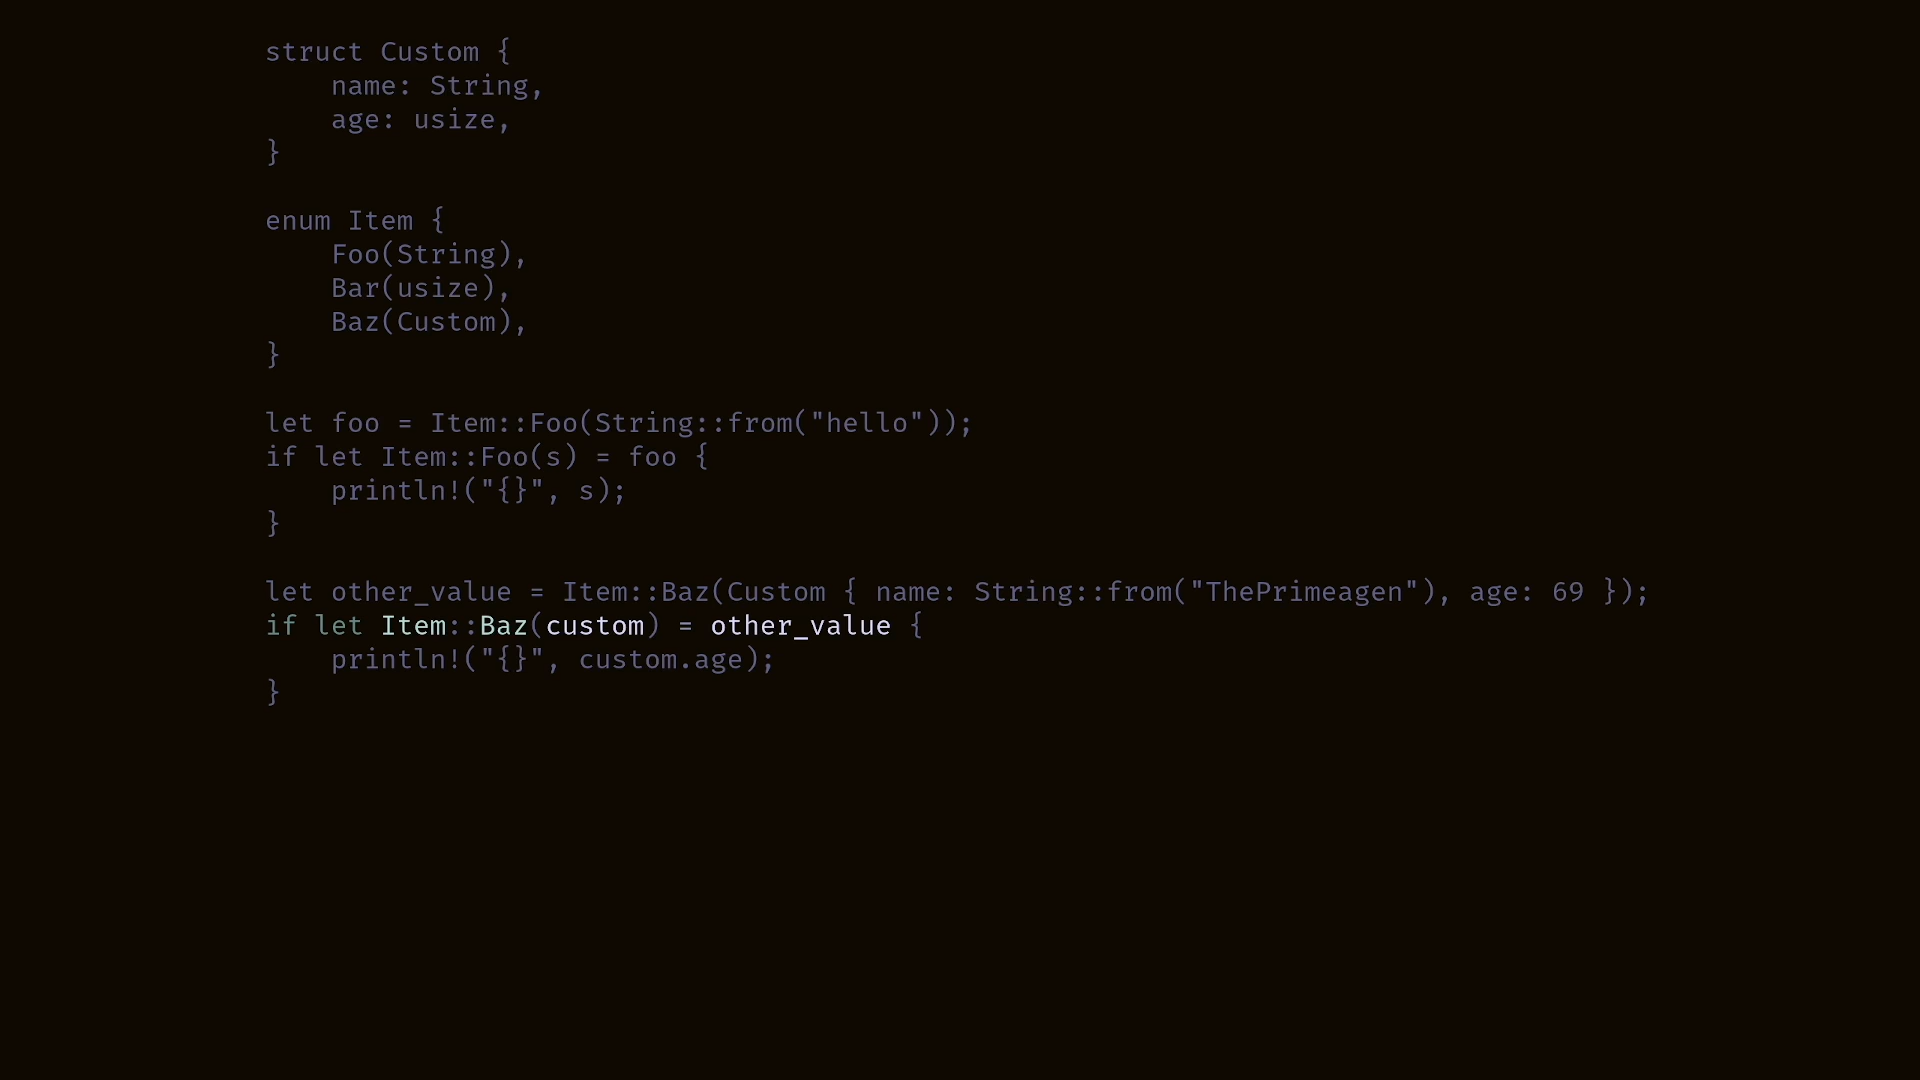 struct Custom {
    name: String,
    age: usize,
}

enum Item {
    Foo(String),
    Bar(usize),
    Baz(Custom),
}

let foo = Item::Foo(String::from("hello"));
if let Item::Foo(s) = foo {
    println!("{}", s);
}

let other_value = Item::Baz(Custom { name: String::from("ThePrimeagen"), age: 69 });
if let Item::Baz(custom) = other_value {
    println!("{}", custom.age);
}